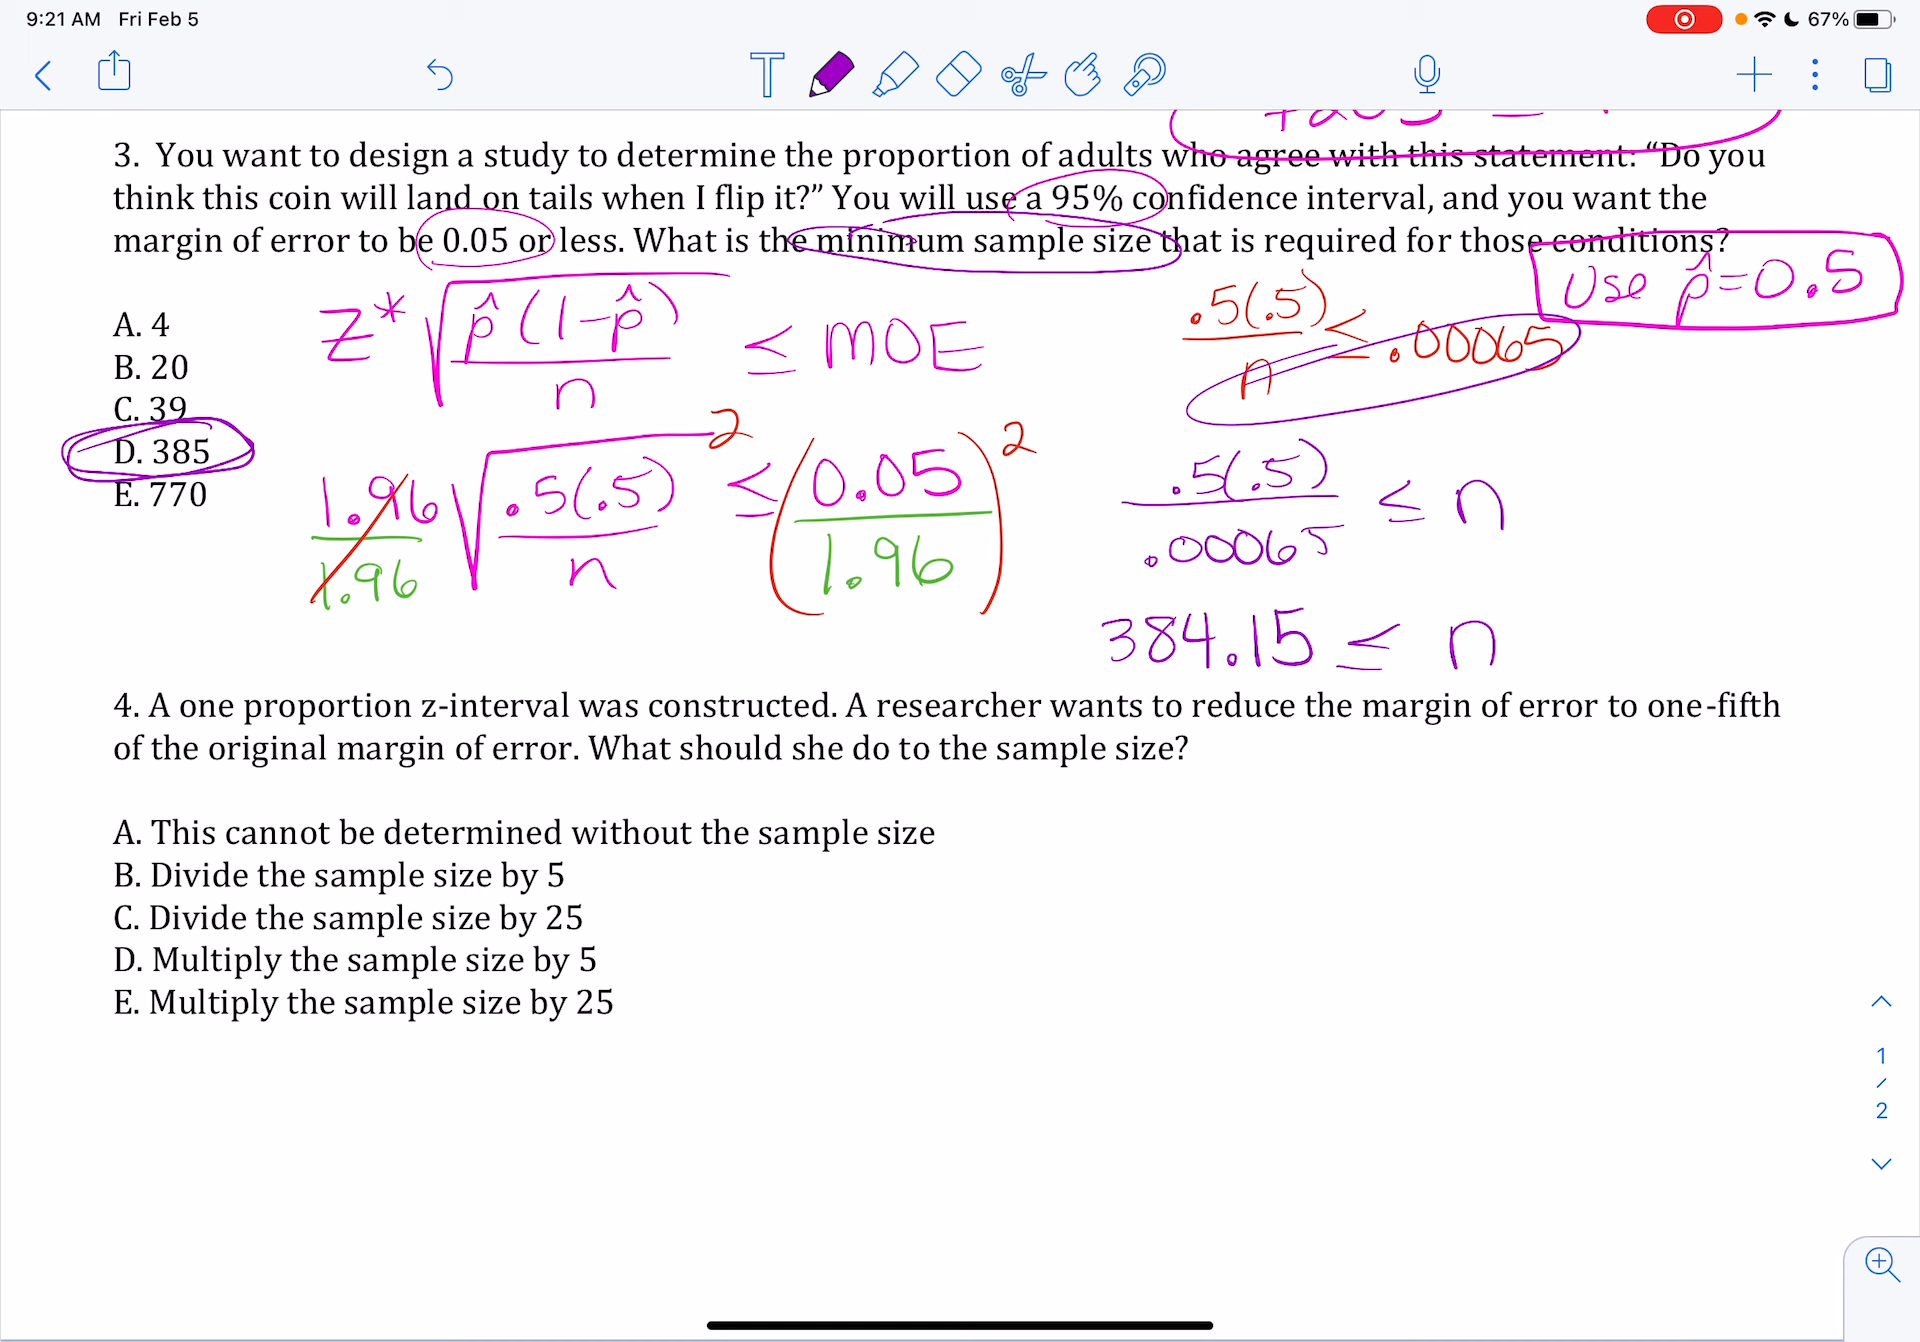 9:21 AM Fri Feb 5
67%
3. You want to design a study to determine the proportion of adults who agree with this statement: “Do you
think this coin will land on tails when I flip it?” You will use a 95% confidence interval, and you want the
margin of error to be 0.05 or less. What is the minimum sample size that is required for those conditions?
Use p̂=0.5
A. 4
B. 20
C. 39
D. 385
E. 770
z* √(p̂(1-p̂)/n) ≤ MOE
1.96/1.96 √(.5(.5)/n)² ≤ (0.05/1.96)²
.5(.5)/n ≤ .00065
.5(.5)/.00065 ≤ n
384.15 ≤ n
4. A one proportion z-interval was constructed. A researcher wants to reduce the margin of error to one-fifth
of the original margin of error. What should she do to the sample size?
A. This cannot be determined without the sample size
B. Divide the sample size by 5
C. Divide the sample size by 25
D. Multiply the sample size by 5
E. Multiply the sample size by 25
1
/
2